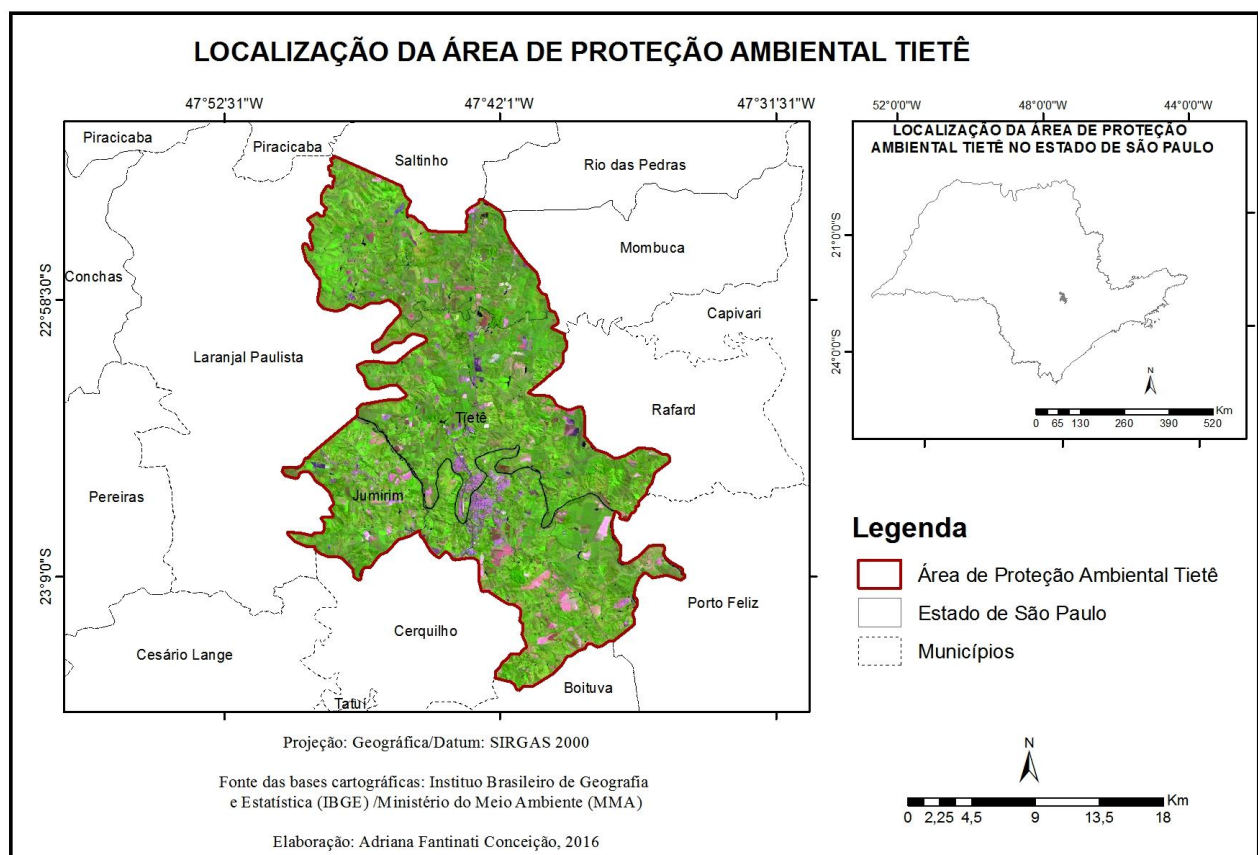 LOCALIZAÇÃO DA ÁREA DE PROTEÇÃO AMBIENTAL TIETÊ
47°52'31"W
47°42'1"W
47°31'31"W
22°58'30"S
23°9'0"S
Piracicaba
Piracicaba
Saltinho
Rio das Pedras
Mombuca
Conchas
Capivari
Laranjal Paulista
Rafard
Tietê
Pereiras
Jumirim
Porto Feliz
Cerquilho
Cesário Lange
Boituva
Tatuí
Projeção: Geográfica/Datum: SIRGAS 2000
Fonte das bases cartográficas: Instituo Brasileiro de Geografia
e Estatística (IBGE) /Ministério do Meio Ambiente (MMA)
Elaboração: Adriana Fantinati Conceição, 2016
52°0'0"W
48°0'0"W
44°0'0"W
LOCALIZAÇÃO DA ÁREA DE PROTEÇÃO
AMBIENTAL TIETÊ NO ESTADO DE SÃO PAULO
21°0'0"S
24°0'0"S
N
Km
0 65 130 260 390 520
Legenda
Área de Proteção Ambiental Tietê
Estado de São Paulo
Municípios
N
Km
0 2,25 4,5 9 13,5 18